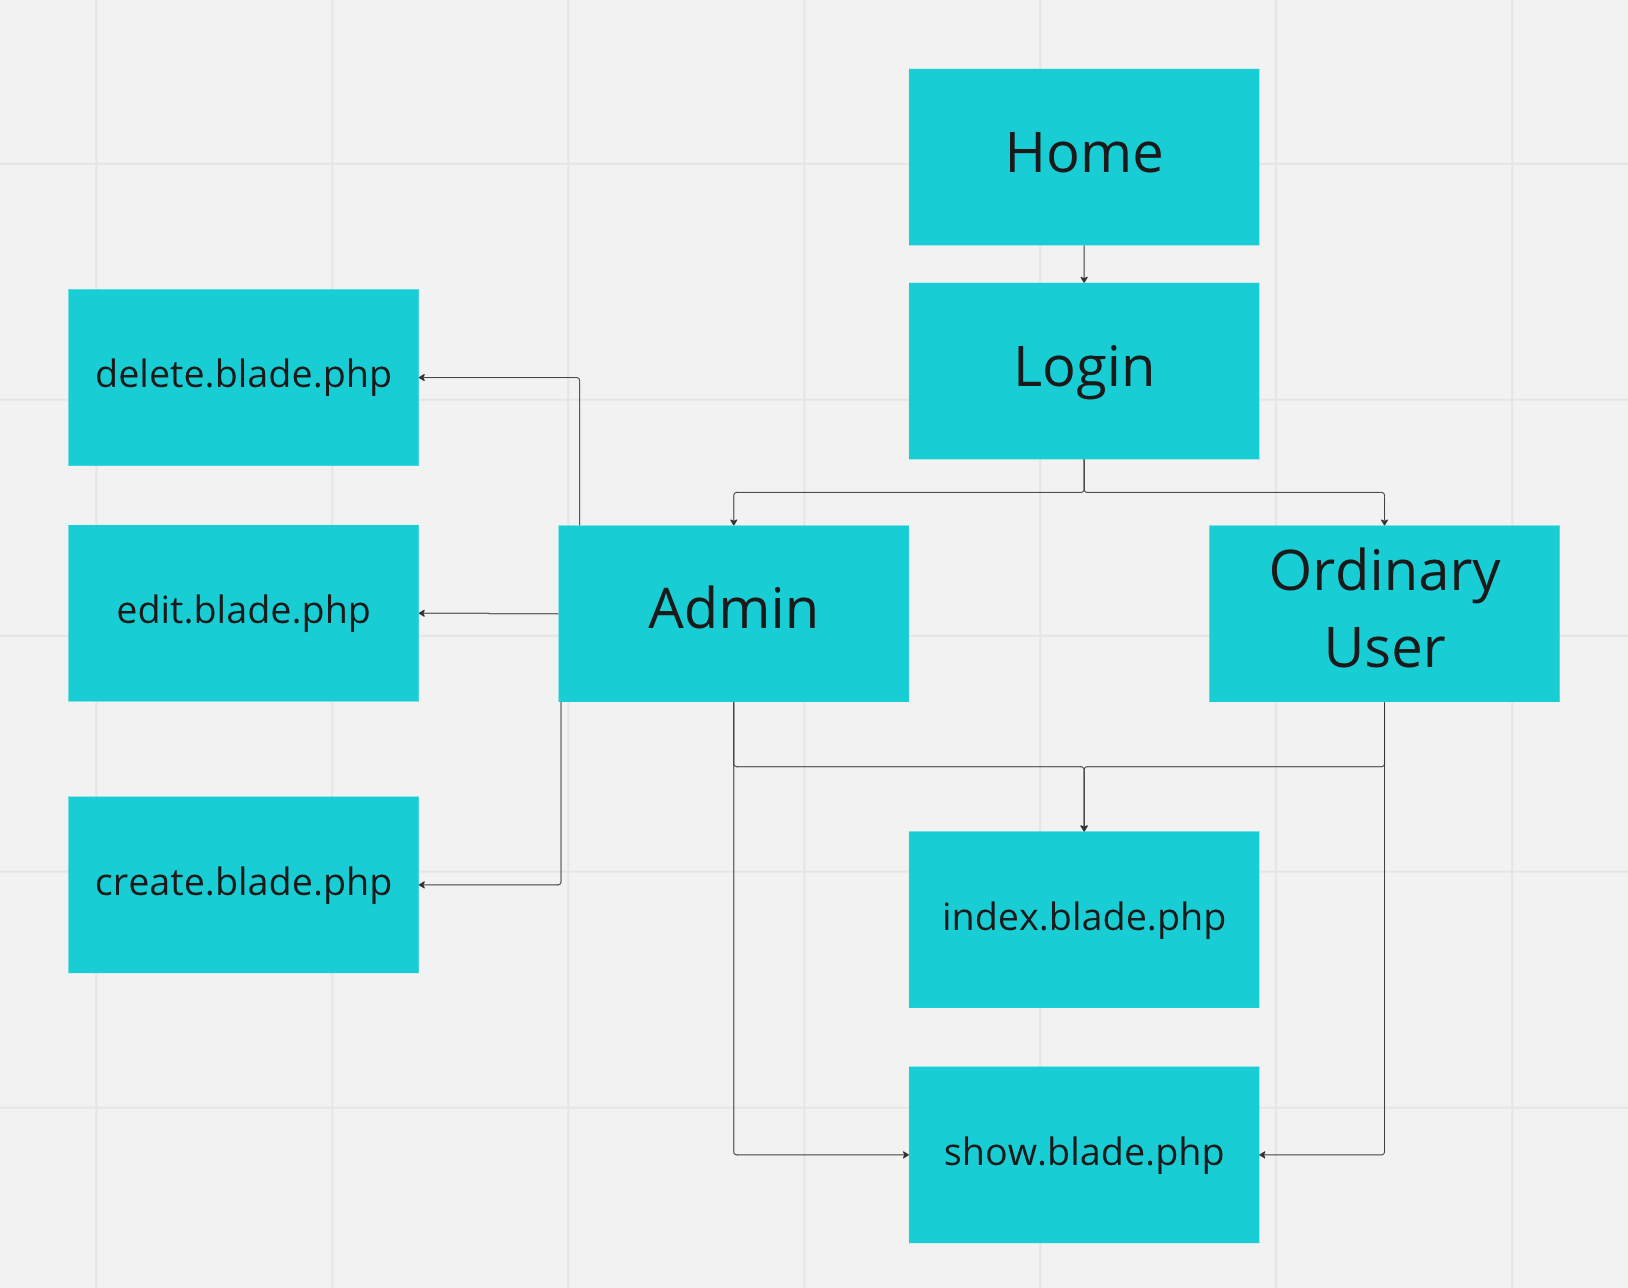 Home
Login
delete.blade.php
edit.blade.php
Admin
Ordinary
User
create.blade.php
index.blade.php
show.blade.php